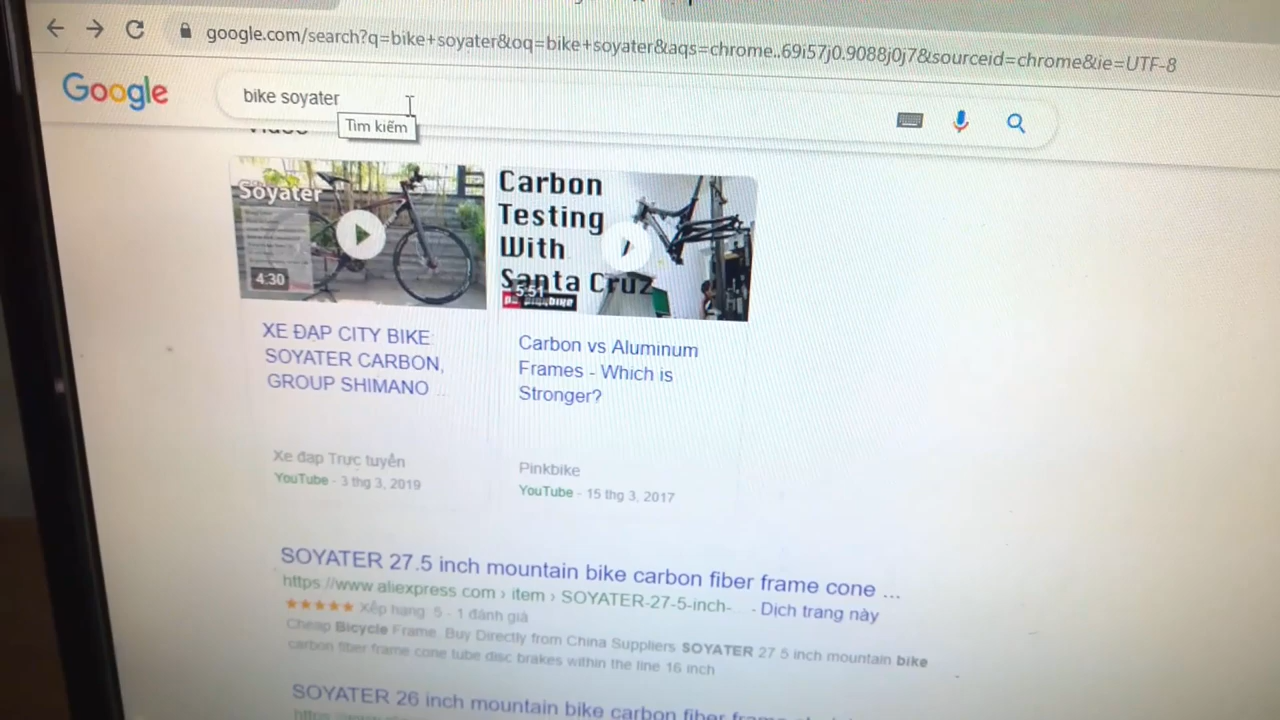 google.com/search?q=bike+soyater&oq=bike+soyater&aqs=chrome..69i57j0.9088j0j7&sourceid=chrome&ie=UTF-8
Google
bike soyater
Tìm kiếm
Video
Soyater
4:30
Carbon
Testing
With
Santa Cruz
5:51
pinkbike
XE ĐẠP CITY BIKE
SOYATER CARBON,
GROUP SHIMANO ...
Carbon vs Aluminum
Frames - Which is
Stronger?
Xe đạp Trực tuyến
YouTube - 3 thg 3, 2019
Pinkbike
YouTube - 15 thg 3, 2017
SOYATER 27.5 inch mountain bike carbon fiber frame cone ...
https://www.aliexpress.com › item › SOYATER-27-5-inch-... - Dịch trang này
★★★★★ Xếp hạng: 5 - 1 đánh giá
Cheap Bicycle Frame, Buy Directly from China Suppliers SOYATER 27.5 inch mountain bike
carbon fiber frame cone tube disc brakes within the line 16 inch
SOYATER 26 inch mountain bike carbon fiber frame